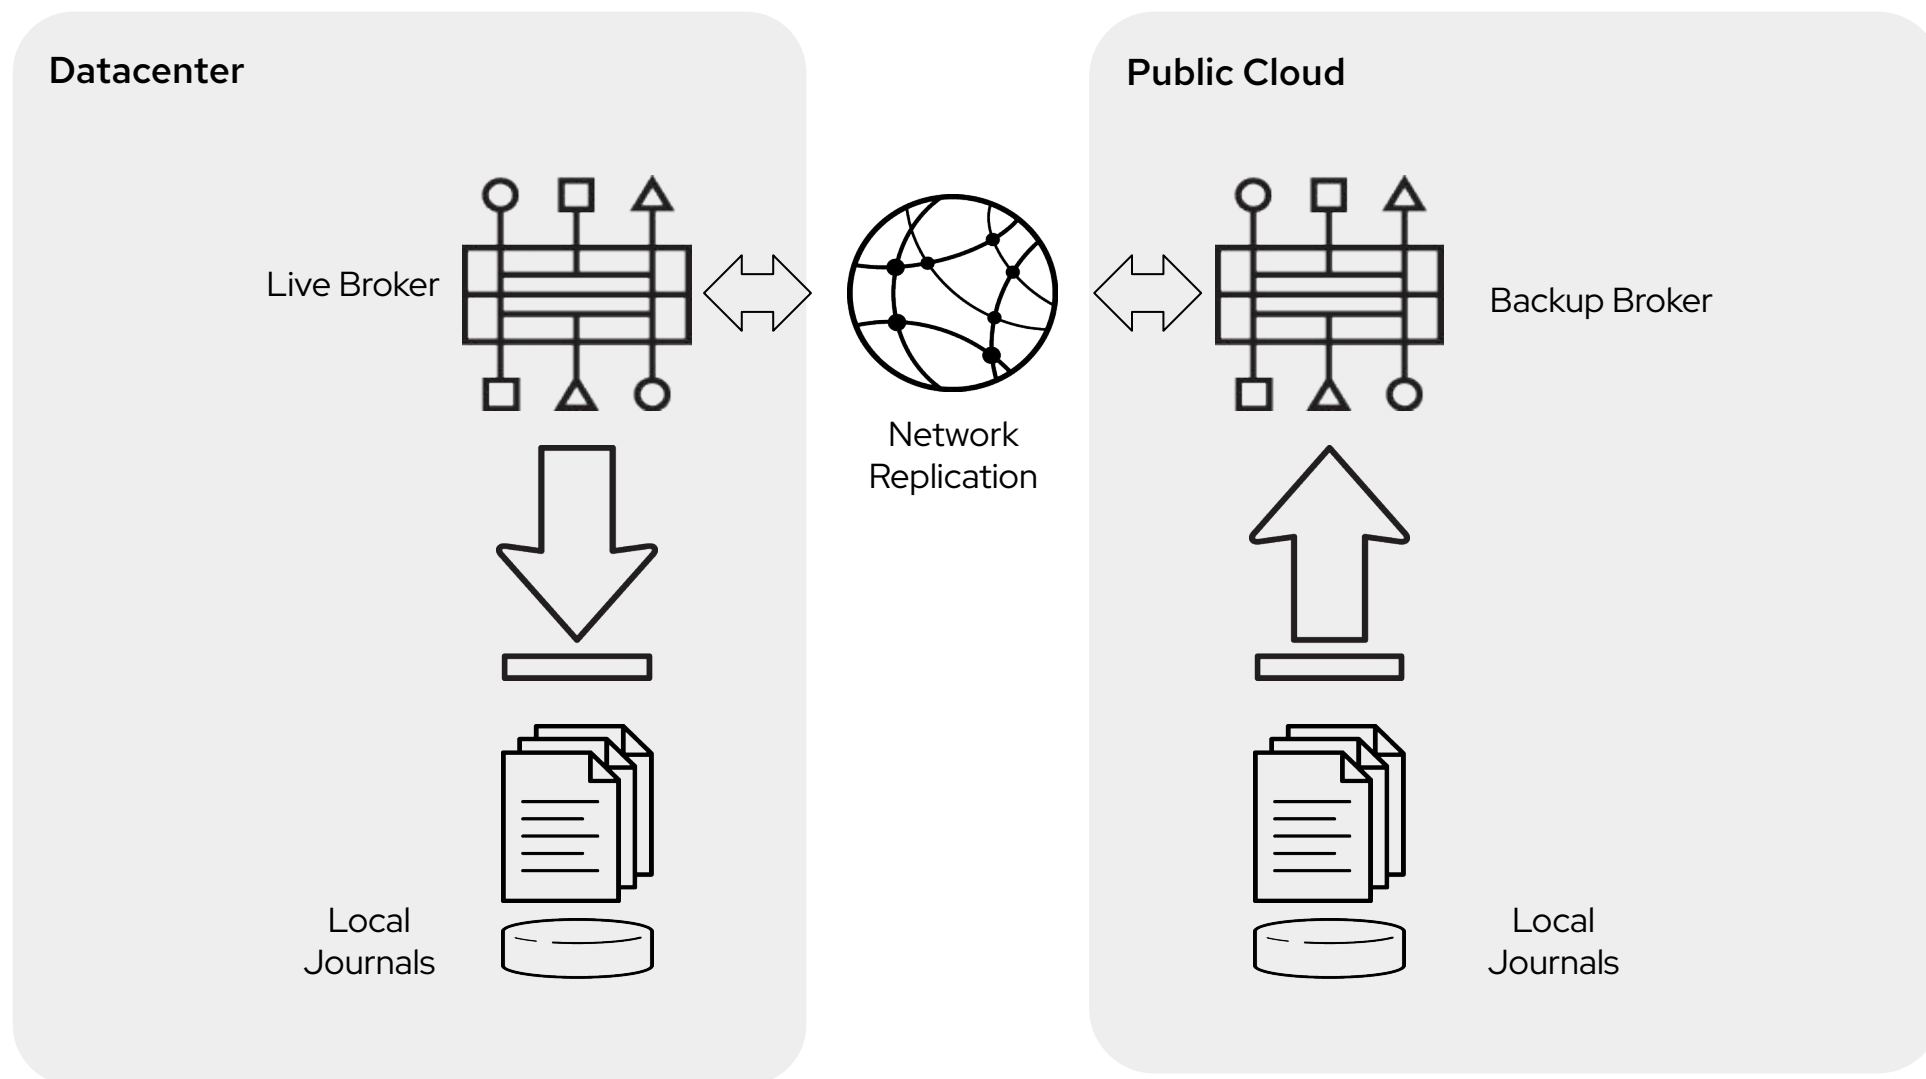 Datacenter
Public Cloud
Live Broker
Backup Broker
Network
Replication
Local
Journals
Local
Journals